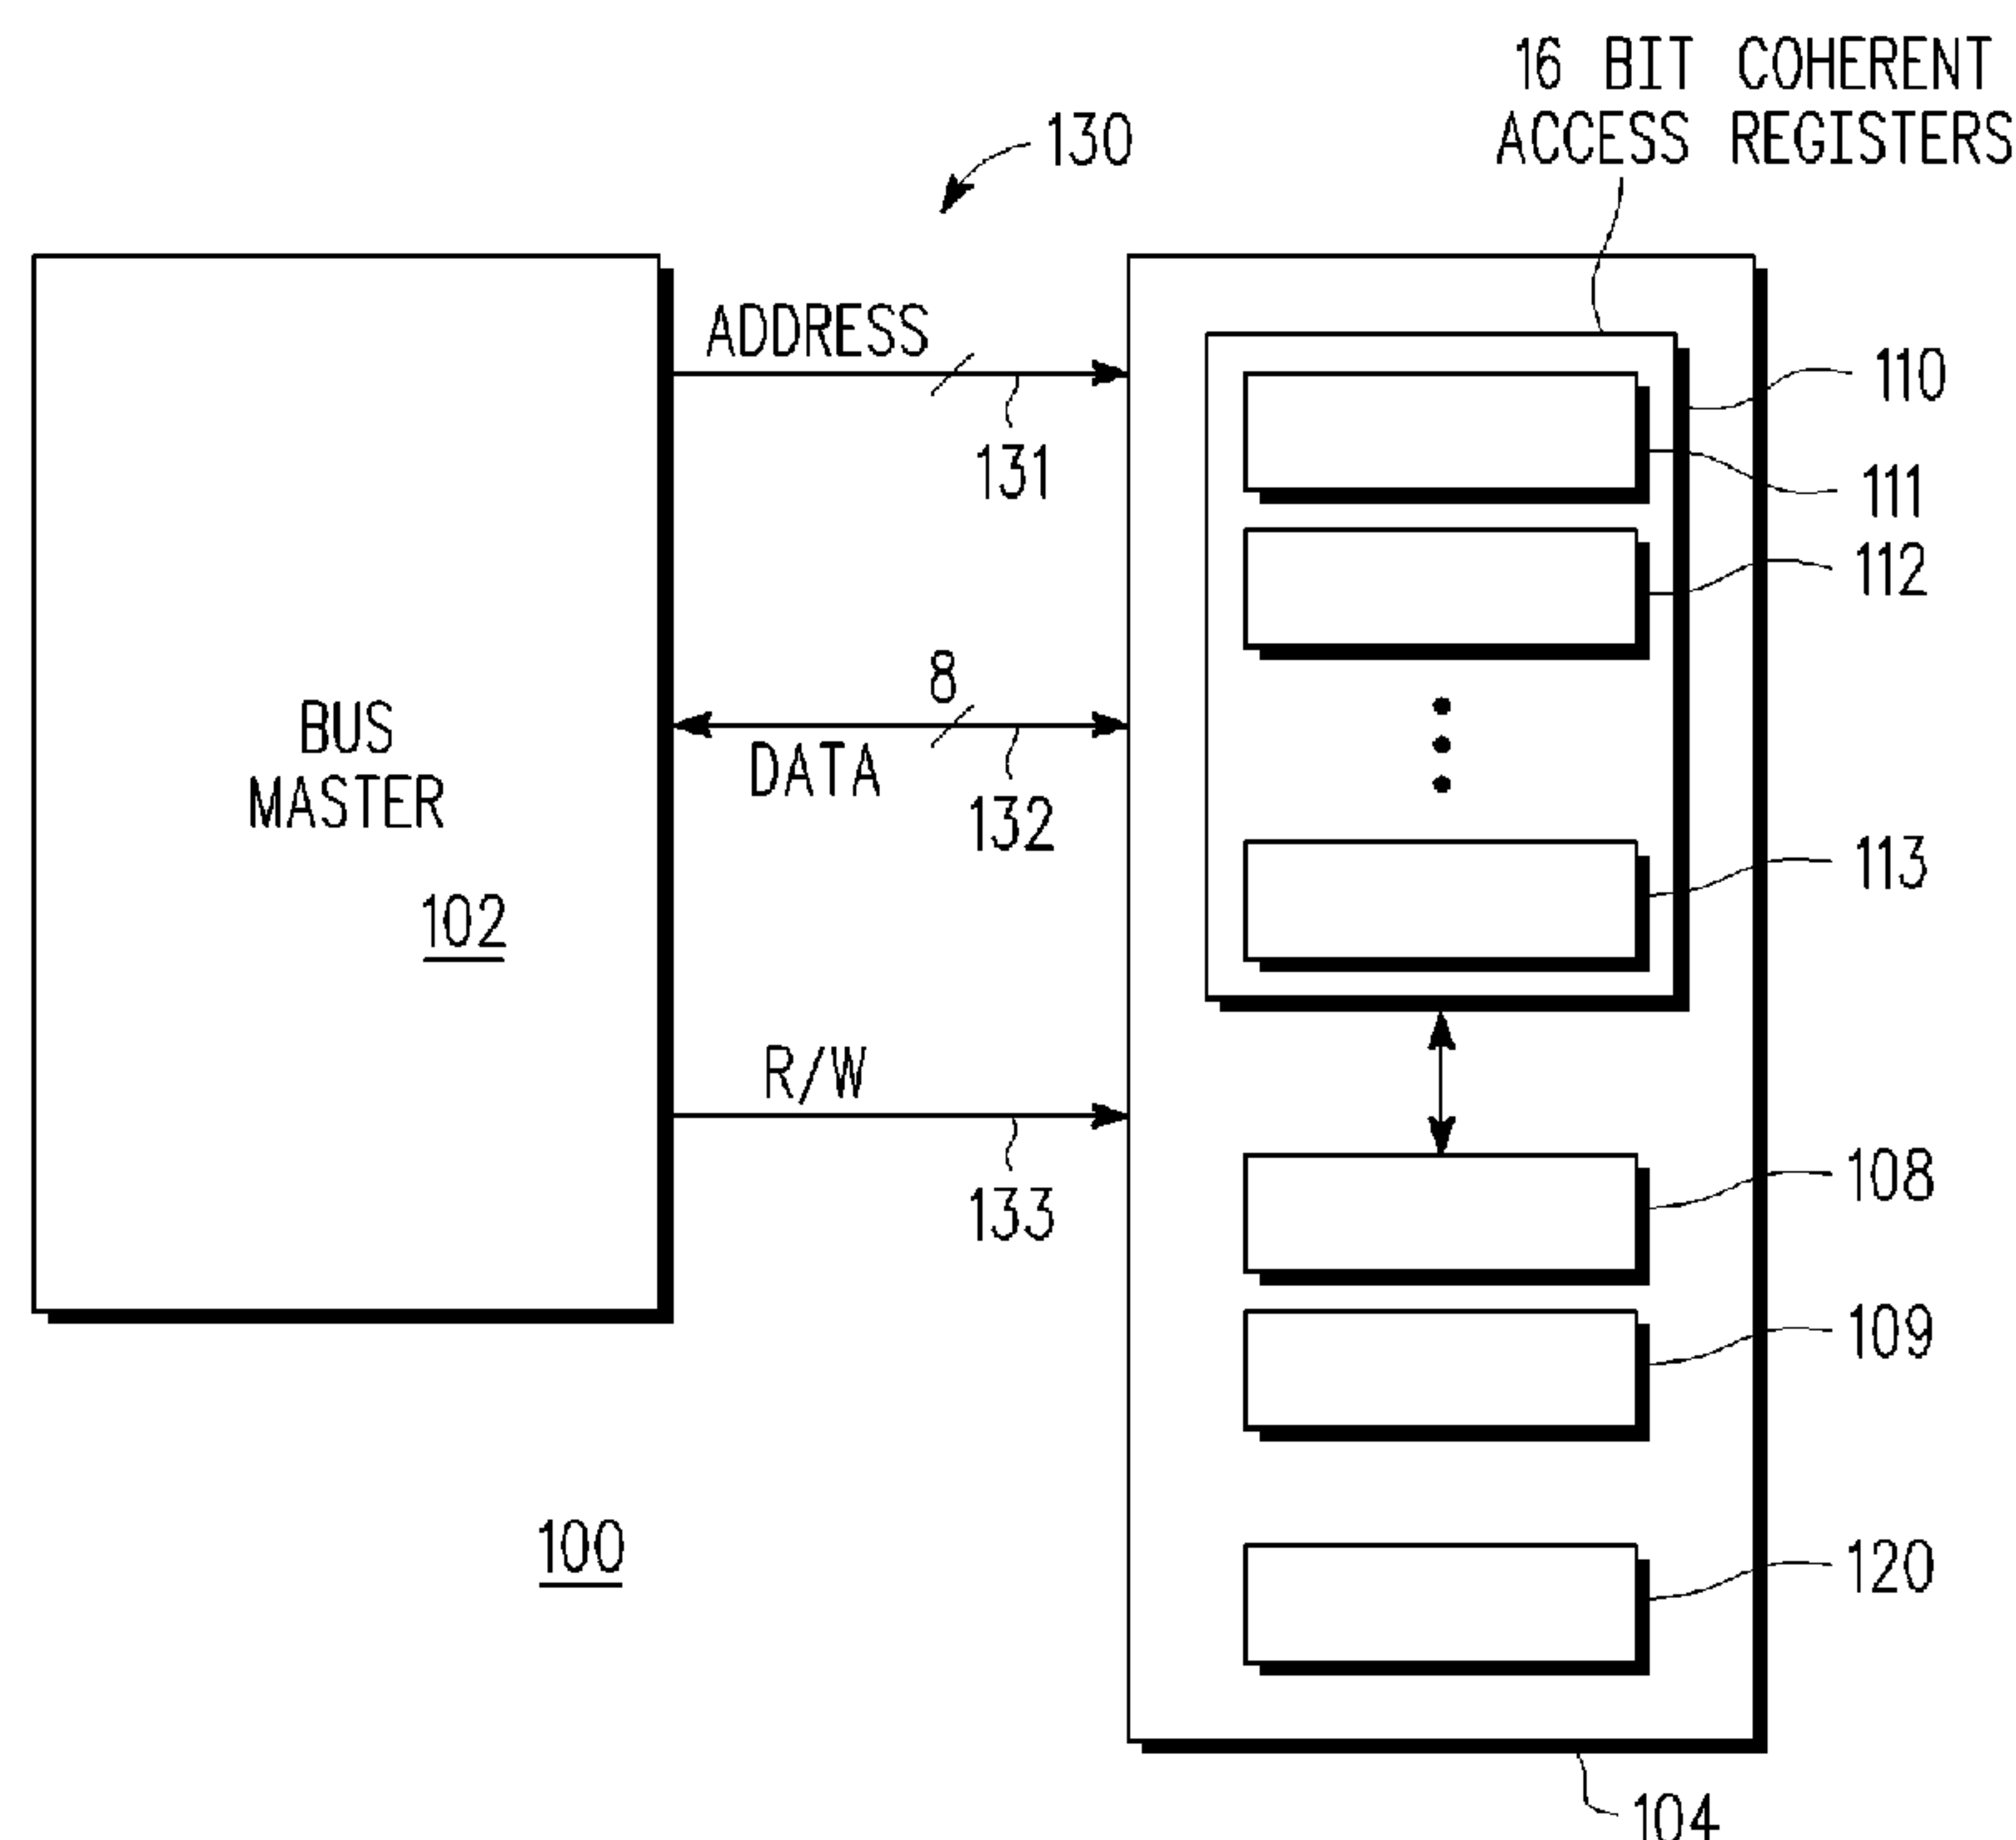 16 BIT COHERENT
ACCESS REGISTERS
130
ADDRESS
131
110
111
112
8
DATA
132
BUS
MASTER
102
113
R/W
133
108
109
100
120
104